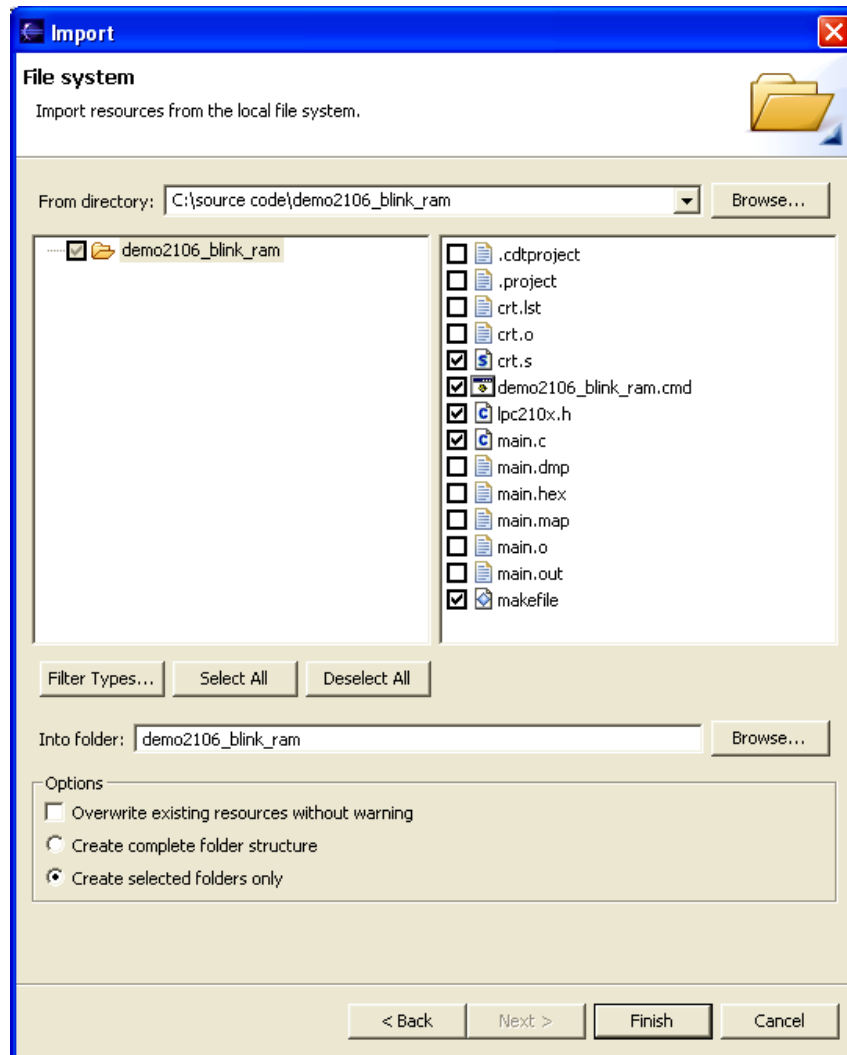 Import
File system
Import resources from the local file system.
From directory: C:\source code\demo2106_blink_ram Browse...
demo2106_blink_ram
.cdtproject
.project
crt.lst
crt.o
crt.s
demo2106_blink_ram.cmd
lpc210x.h
main.c
main.dmp
main.hex
main.map
main.o
main.out
makefile
Filter Types... Select All Deselect All
Into folder: demo2106_blink_ram Browse...
Options
Overwrite existing resources without warning
Create complete folder structure
Create selected folders only
< Back Next > Finish Cancel